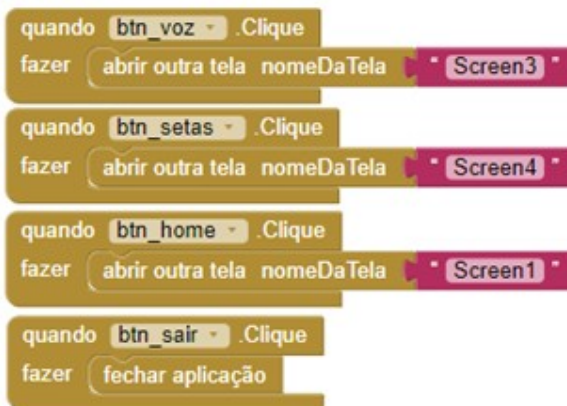 quando btn_voz .Clique
fazer abrir outra tela nomeDaTela " Screen3 "
quando btn_setas .Clique
fazer abrir outra tela nomeDaTela " Screen4 "
quando btn_home .Clique
fazer abrir outra tela nomeDaTela " Screen1 "
quando btn_sair .Clique
fazer fechar aplicação